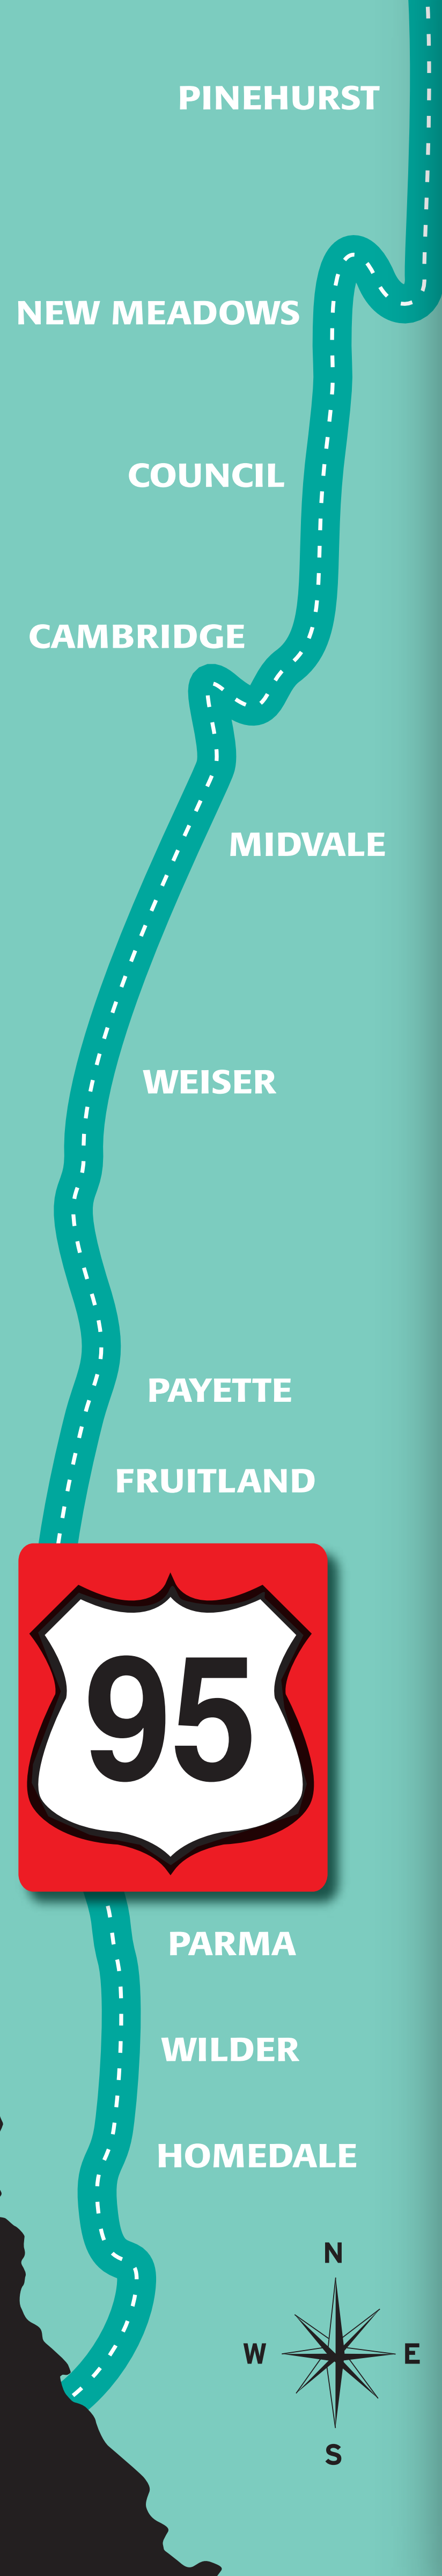 PINEHURST
NEW MEADOWS
COUNCIL
CAMBRIDGE
MIDVALE
WEISER
PAYETTE
FRUITLAND
95
PARMA
WILDER
HOMEDALE
N
W E
S